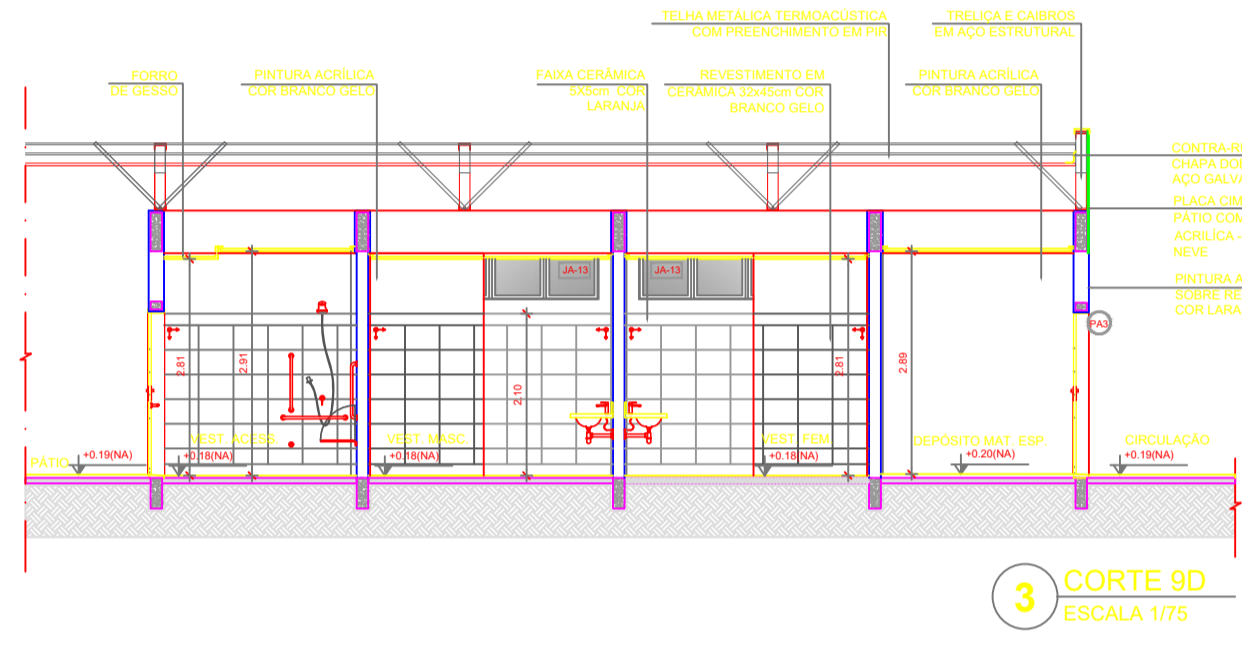 TELHA METÁLICA TERMOACÚSTICA
COM PREENCHIMENTO EM PIR
TRELIÇA E CAIBROS
EM AÇO ESTRUTURAL
FORRO
DE GESSO
PINTURA ACRÍLICA
COR BRANCO GELO
FAIXA CERÂMICA
5X5cm. COR
LARANJA
REVESTIMENTO EM
CERÂMICA 32x45cm COR
BRANCO GELO
PINTURA ACRÍLICA
COR BRANCO GELO
CONTRA-R
CHAPA DO
AÇO GALVA
PLACA CIM
PÁTIO COM
ACRILÍCA -
NEVE
PINTURA A
SOBRE RE
COR LARA
JA-13
JA-13
PA3
2.81
2.91
2.10
2.81
2.89
VEST. ACESS.
VEST. MASC.
VEST. FEM.
DEPÓSITO MAT. ESP.
CIRCULAÇÃO
PÁTIO
+0.19(NA)
+0.18(NA)
+0.18(NA)
+0.18(NA)
+0.20(NA)
+0.19(NA)
3
CORTE 9D
ESCALA 1/75